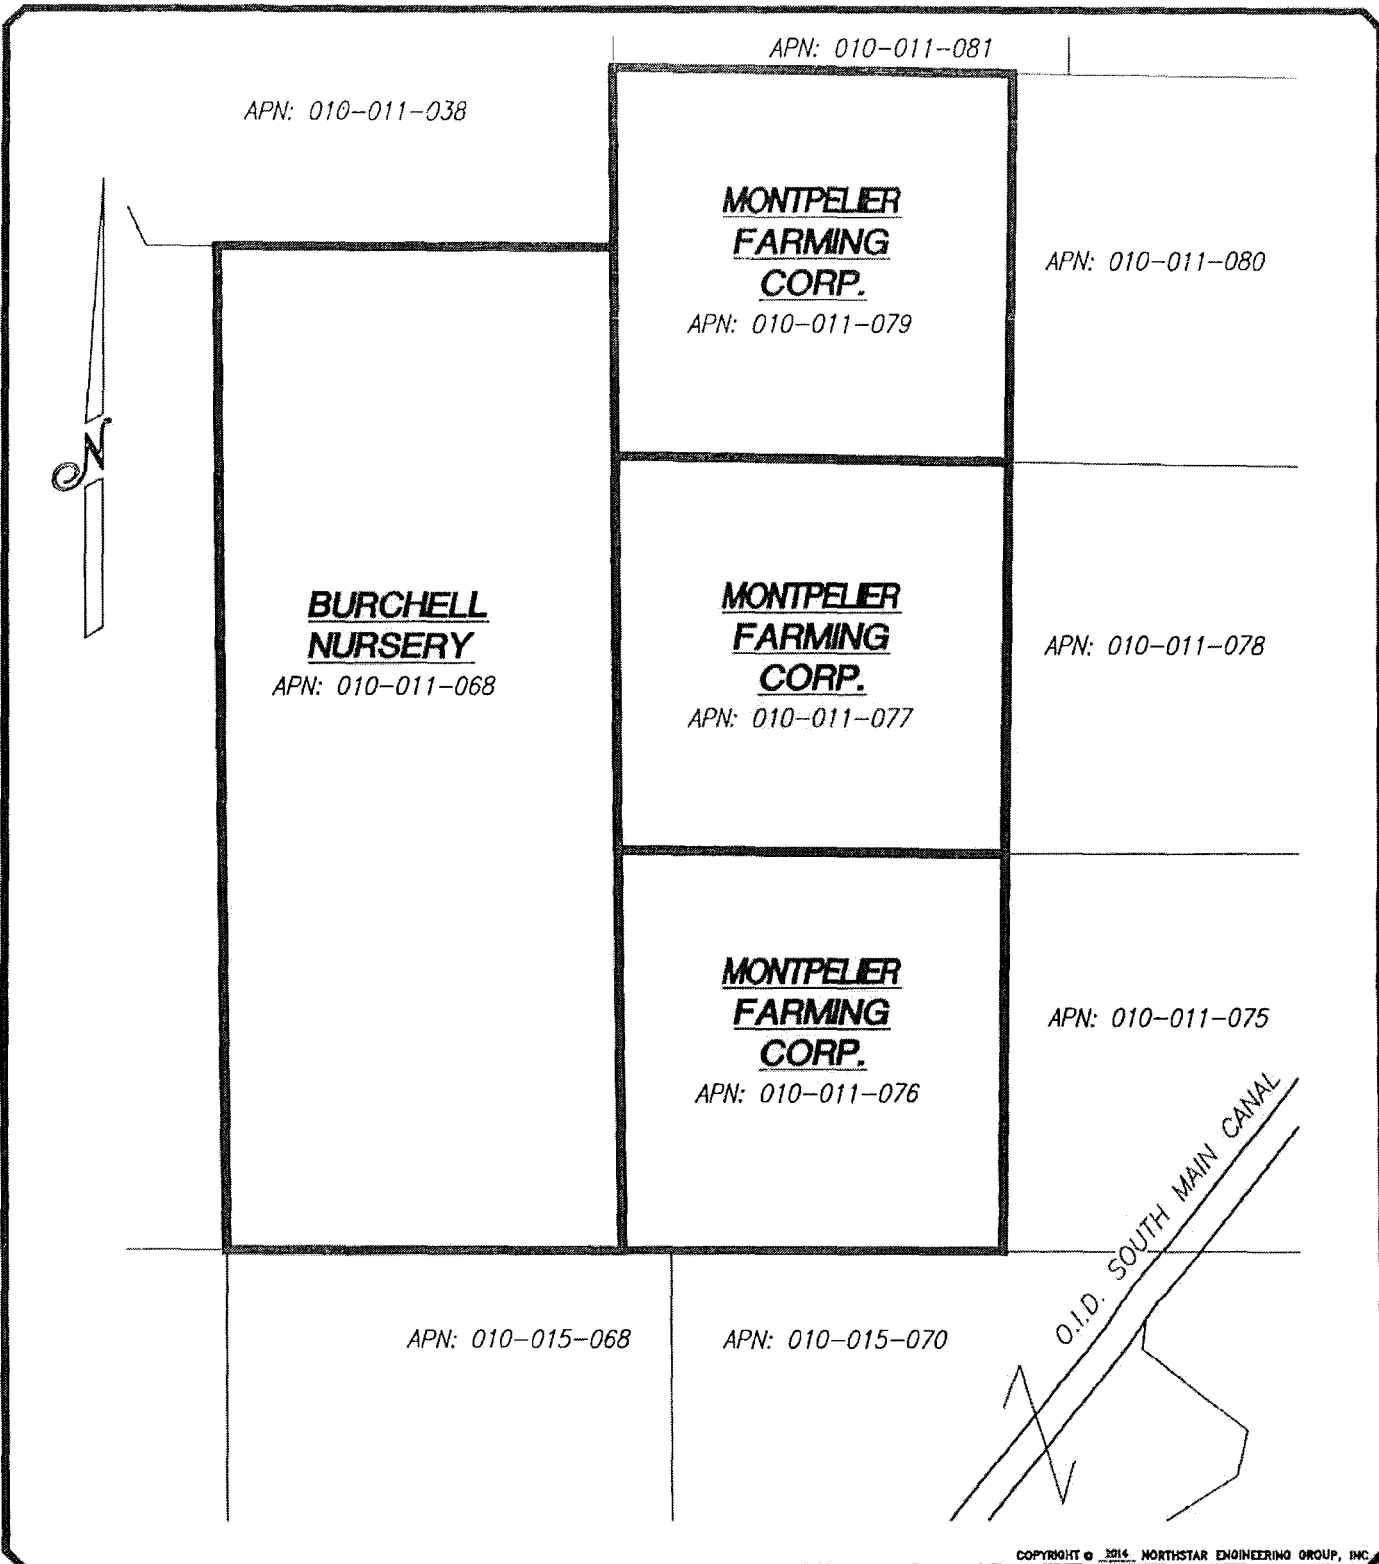 APN: 010-011-081
APN: 010-011-038
MONTPELIER
FARMING
CORP.
APN: 010-011-079
APN: 010-011-080
N
BURCHELL
NURSERY
APN: 010-011-068
MONTPELIER
FARMING
CORP.
APN: 010-011-077
APN: 010-011-078
MONTPELIER
FARMING
CORP.
APN: 010-011-076
APN: 010-011-075
O.I.D. SOUTH MAIN CANAL
APN: 010-015-068
APN: 010-015-070
COPYRIGHT © 2014 NORTHSTAR ENGINEERING GROUP, INC.